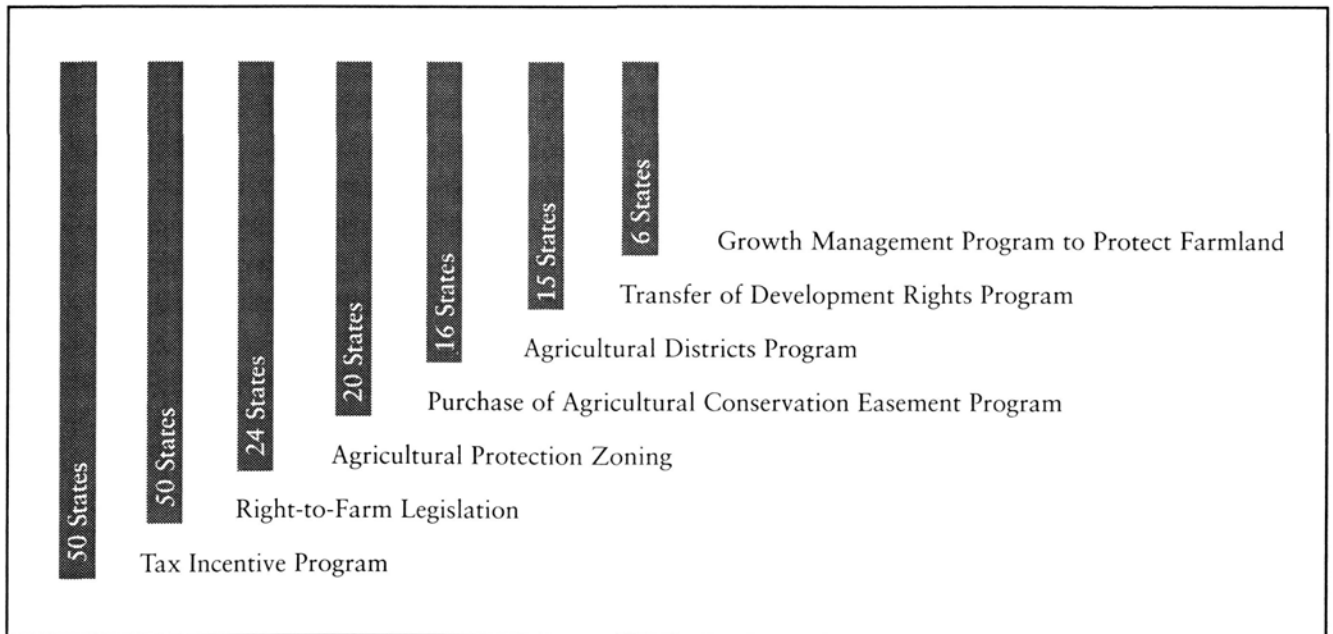 50 States
50 States
24 States
20 States
16 States
15 States
6 States
Growth Management Program to Protect Farmland
Transfer of Development Rights Program
Agricultural Districts Program
Purchase of Agricultural Conservation Easement Program
Agricultural Protection Zoning
Right-to-Farm Legislation
Tax Incentive Program